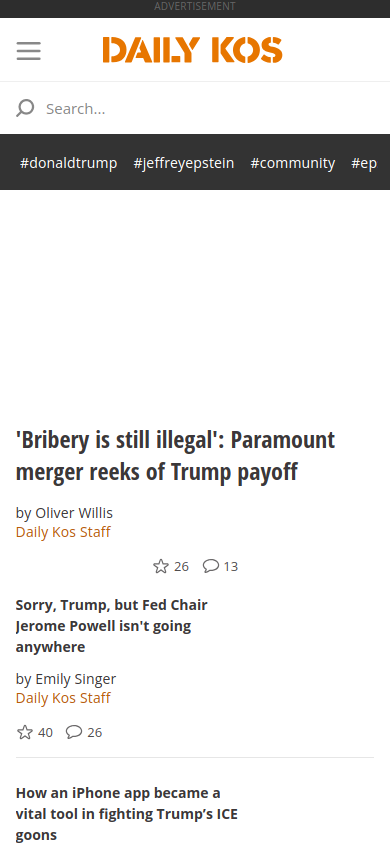 ADVERTISEMENT
DAILY KOS
Search...
#donaldtrump #jeffreyepstein #community #ep
'Bribery is still illegal': Paramount
merger reeks of Trump payoff
by Oliver Willis
Daily Kos Staff
26 13
Sorry, Trump, but Fed Chair
Jerome Powell isn't going
anywhere
by Emily Singer
Daily Kos Staff
40 26
How an iPhone app became a
vital tool in fighting Trump’s ICE
goons